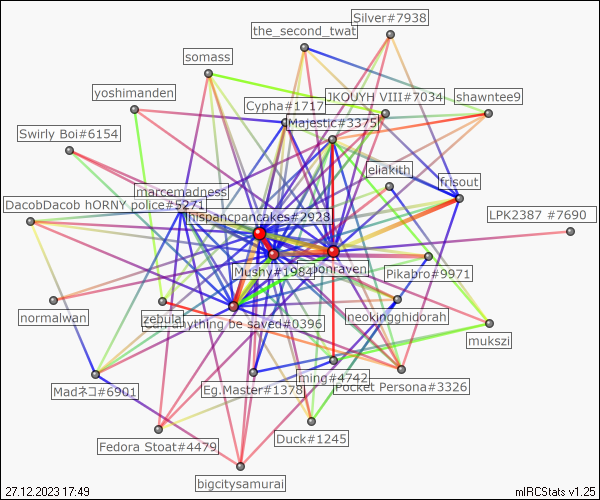 Silver#7938
the_second_twat
somass
yoshimanden
Cypha#1717
JKOUYH VIII#7034
shawntee9
Majestic#3375
Swirly Boi#6154
eliakith
frisout
marcemadness
DacobDacob hORNY police#5271
hispancpancakes#2928
LPK2387 #7690
Mushy#1984
Pikabro#9971
normalwan
zebula
anything be saved#0396
neokingghidorah
mukszi
ming#4742
Madネコ#6901
Eg.Master#1378
Pocket Persona#3326
Fedora Stoat#4479
Duck#1245
bigcitysamurai
27.12.2023 17:49
mIRCStats v1.25